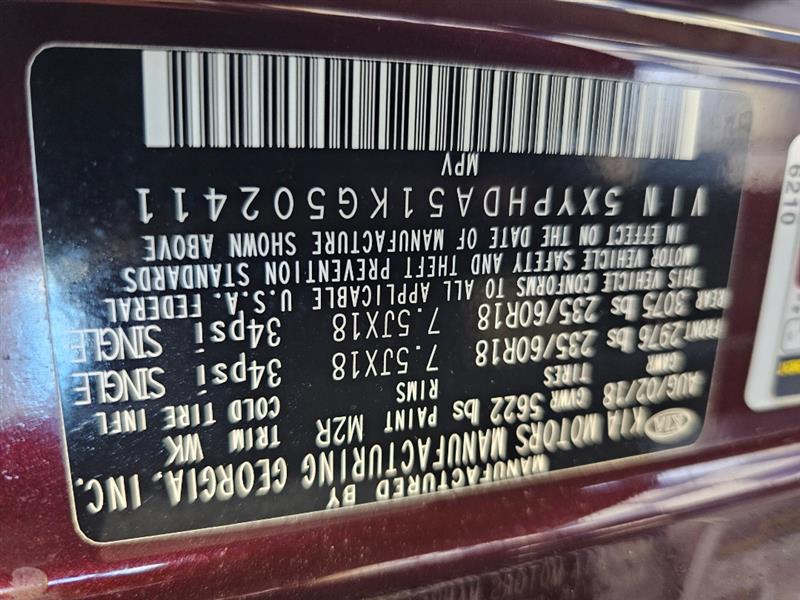 MANUFACTURED BY
KIA MOTORS MANUFACTURING GEORGIA, INC.
KIA
AUG/02/18 GVWR 5622 lbs PAINT M2R TRIM WK
GAWR TIRES RIMS COLD TIRE INFL
FRONT 2976 lbs 235/60R18 7.5JX18 34psi SINGLE
REAR 3075 lbs 235/60R18 7.5JX18 34psi SINGLE
THIS VEHICLE CONFORMS TO ALL APPLICABLE U.S.A. FEDERAL
MOTOR VEHICLE SAFETY AND THEFT PREVENTION STANDARDS
IN EFFECT ON THE DATE OF MANUFACTURE SHOWN ABOVE
VIN 5XYPHDA51KG502411
MPV
6210